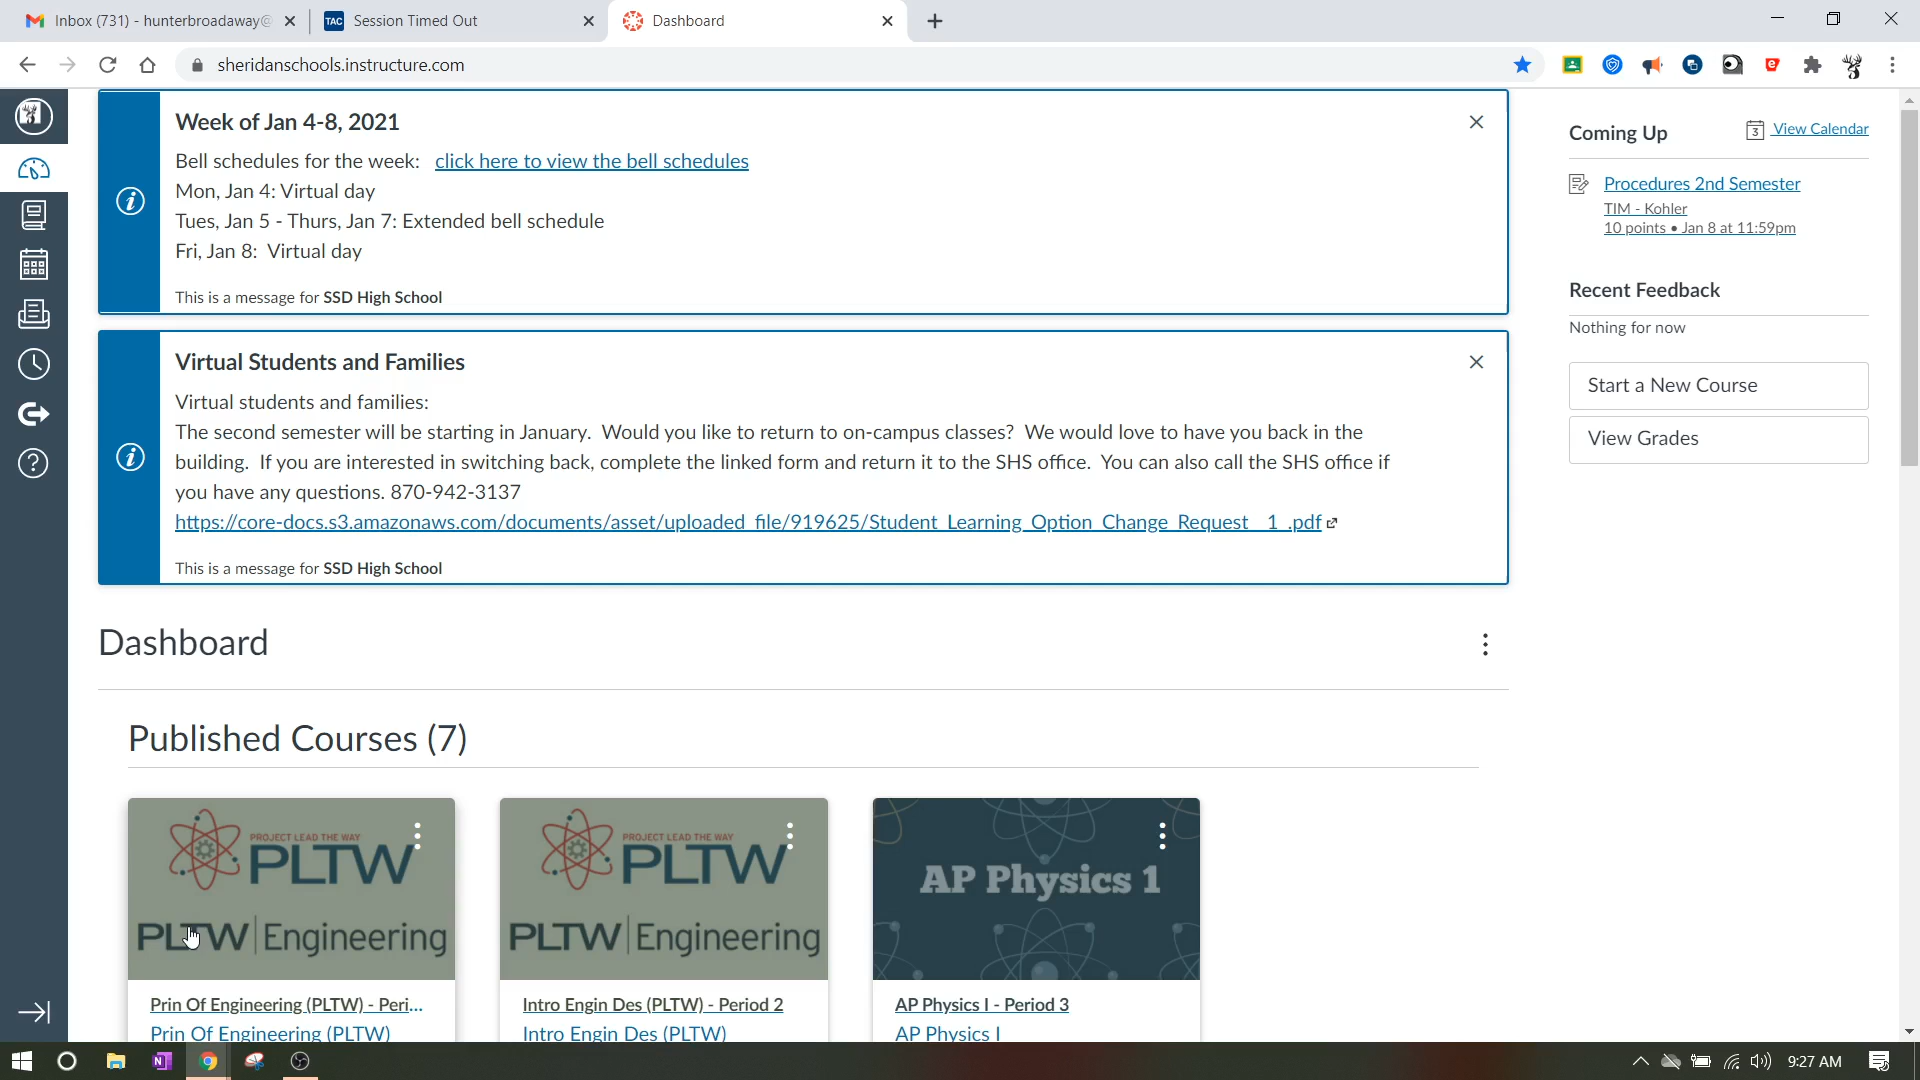 Inbox (731) - hunterbroadaway@
TAC
Session Timed Out
Dashboard
sheridanschools.instructure.com
Week of Jan 4-8, 2021
Bell schedules for the week: click here to view the bell schedules
Mon, Jan 4: Virtual day
Tues, Jan 5 - Thurs, Jan 7: Extended bell schedule
Fri, Jan 8: Virtual day
This is a message for SSD High School
Virtual Students and Families
Virtual students and families:
The second semester will be starting in January. Would you like to return to on-campus classes? We would love to have you back in the
building. If you are interested in switching back, complete the linked form and return it to the SHS office. You can also call the SHS office if
you have any questions. 870-942-3137
https://core-docs.s3.amazonaws.com/documents/asset/uploaded_file/919625/Student_Learning_Option_Change_Request__1_.pdf
This is a message for SSD High School
Coming Up
3 View Calendar
Procedures 2nd Semester
TIM - Kohler
10 points • Jan 8 at 11:59pm
Recent Feedback
Nothing for now
Start a New Course
View Grades
Dashboard
Published Courses (7)
PROJECT LEAD THE WAY
PLTW
PLTW | Engineering
Prin Of Engineering (PLTW) - Peri...
Prin Of Engineering (PLTW)
PROJECT LEAD THE WAY
PLTW
PLTW | Engineering
Intro Engin Des (PLTW) - Period 2
Intro Engin Des (PLTW)
AP Physics 1
AP Physics I - Period 3
AP Physics I
9:27 AM